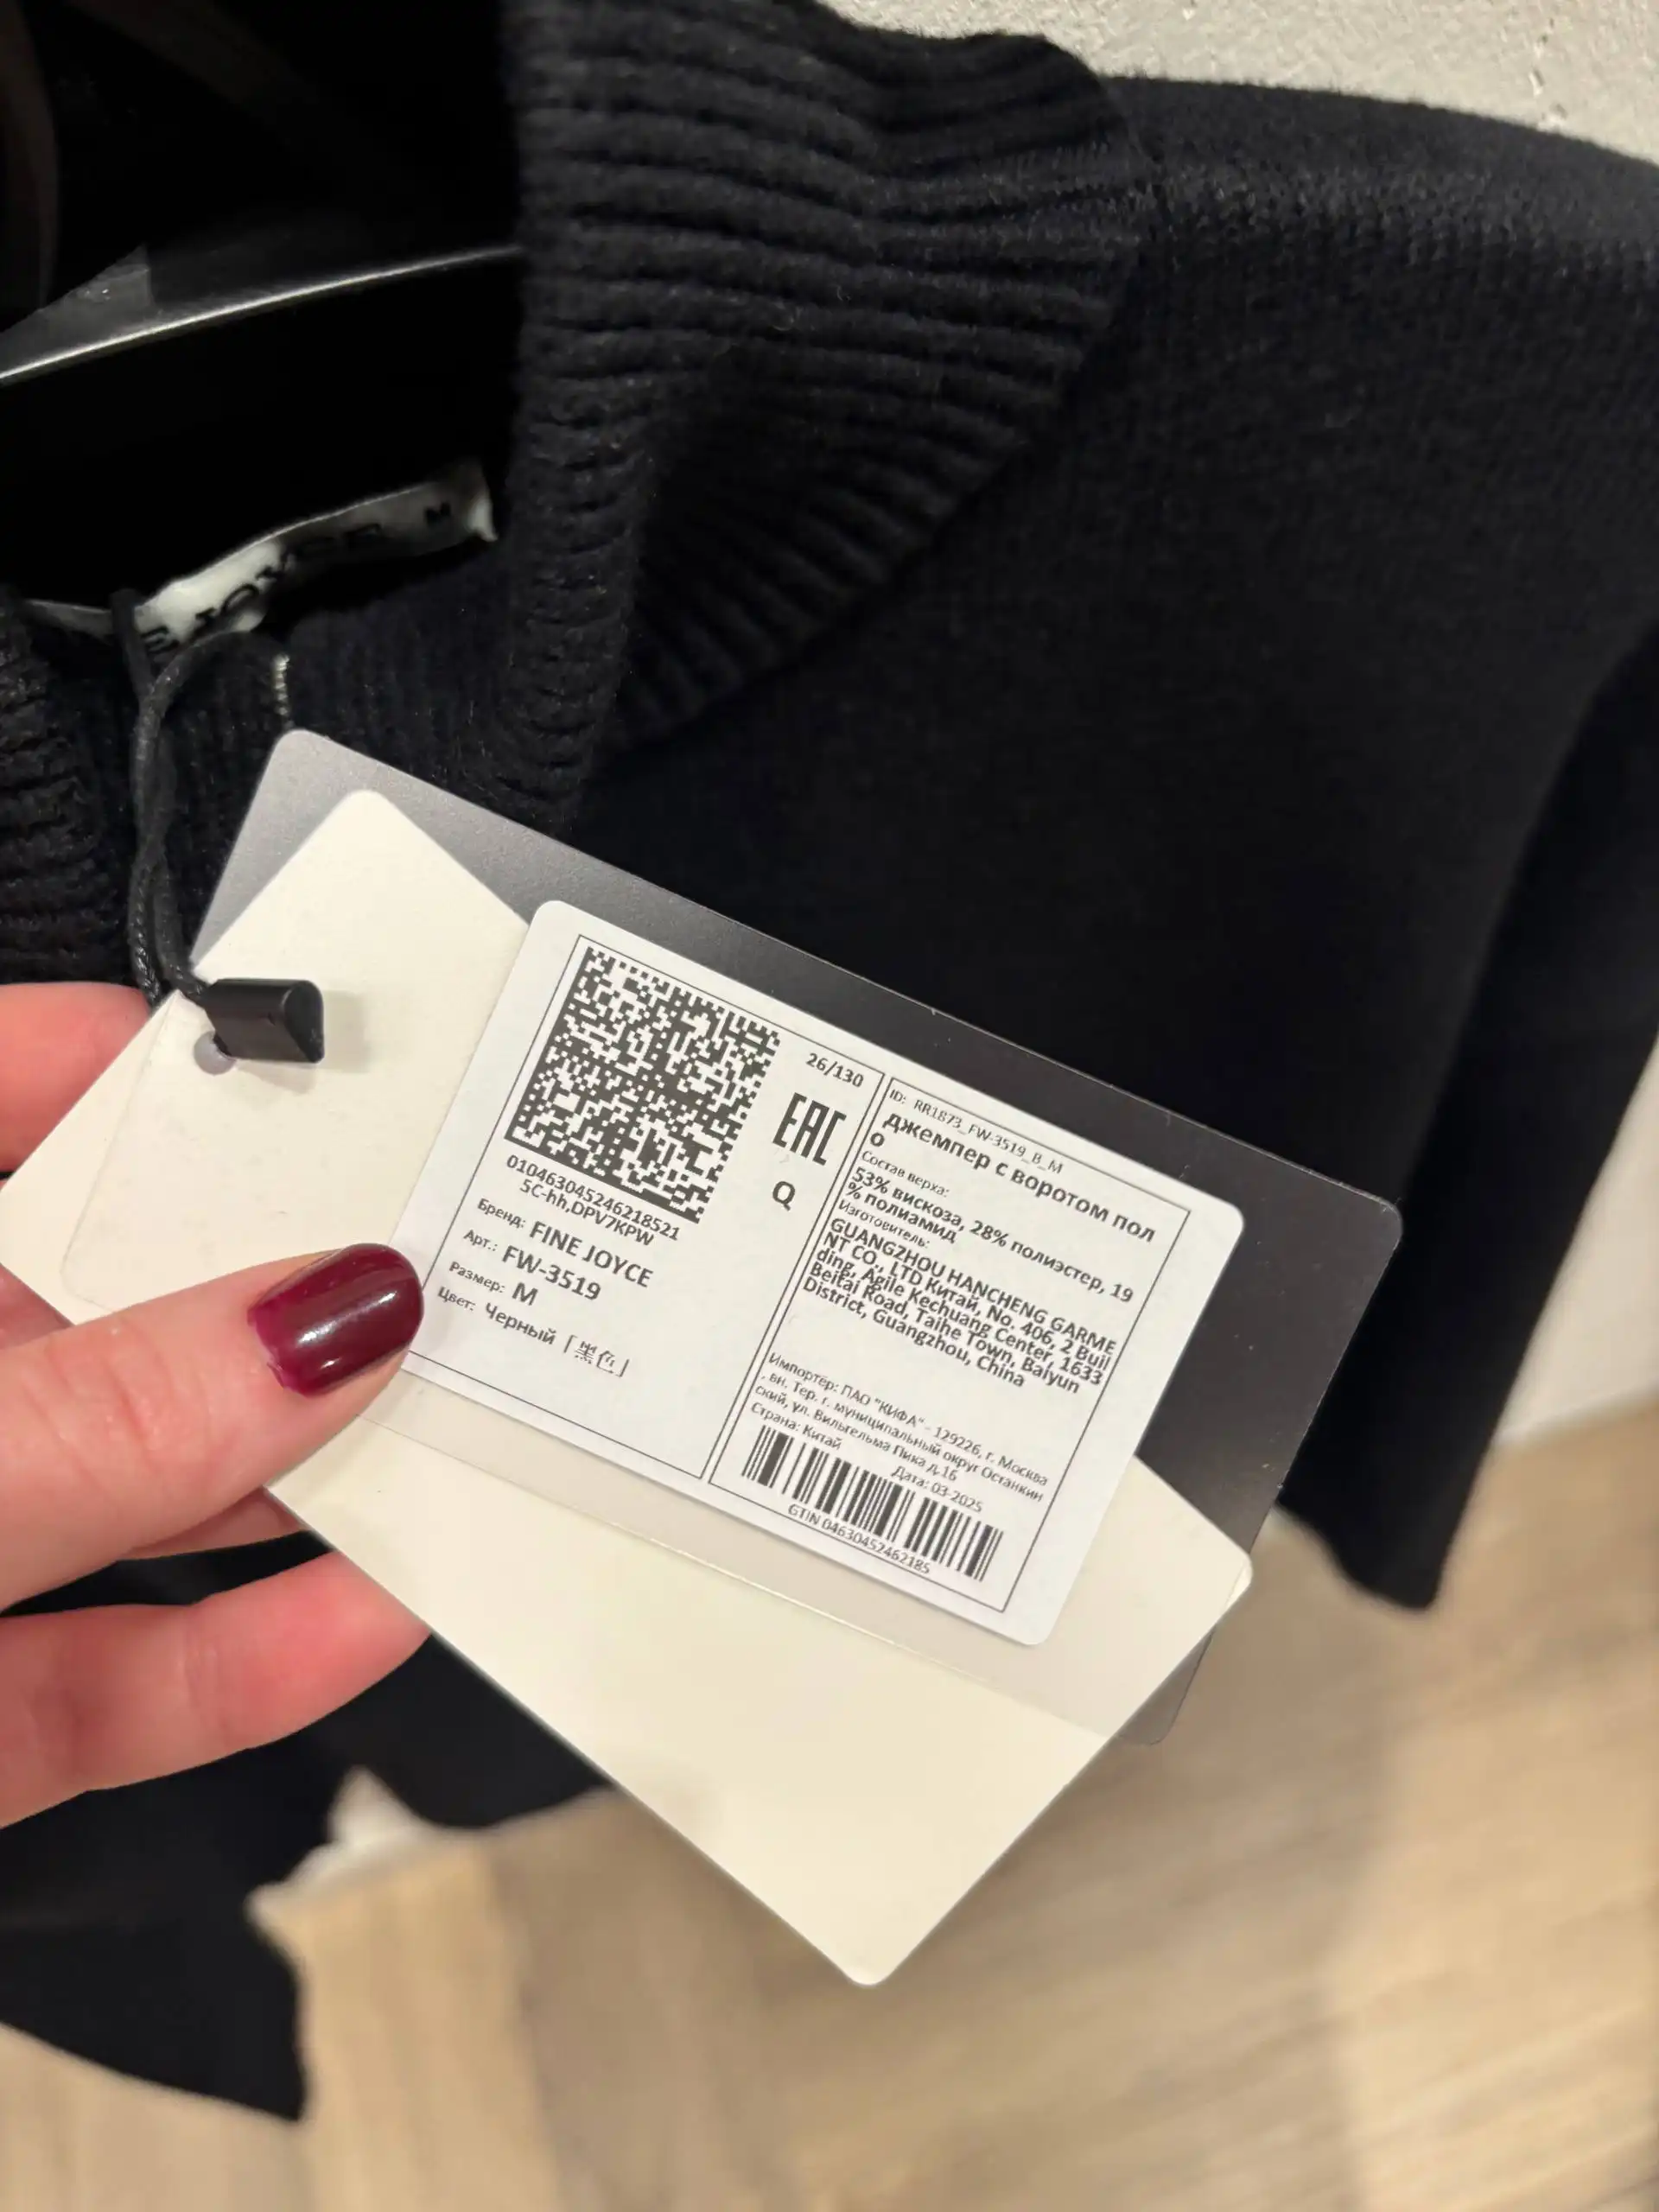 JOYCE M
26/130
EAC
Q
010463045246218521
5C-hh,DPV7KPW
Бренд: FINE JOYCE
Арт.: FW-3519
Размер: M
Цвет: Черный「黑色」
ID: RR1873_FW-3519_B_M
джемпер с воротом пол
о
Состав верха:
53% вискоза, 28% полиэстер, 19
% полиамид
Изготовитель:
GUANGZHOU HANCHENG GARME
NT CO., LTD Китай, No. 406, 2 Buil
ding, Agile Kechuang Center, 1633
Beitai Road, Taihe Town, Baiyun
District, Guangzhou, China
Импортёр: ПАО "КИФА" - 129226, г. Москва
, вн. Тер. г. муниципальный округ Останкин
ский, ул. Вильгельма Пика д.16
Страна: Китай
Дата: 03-2025
GTIN 04630452462185